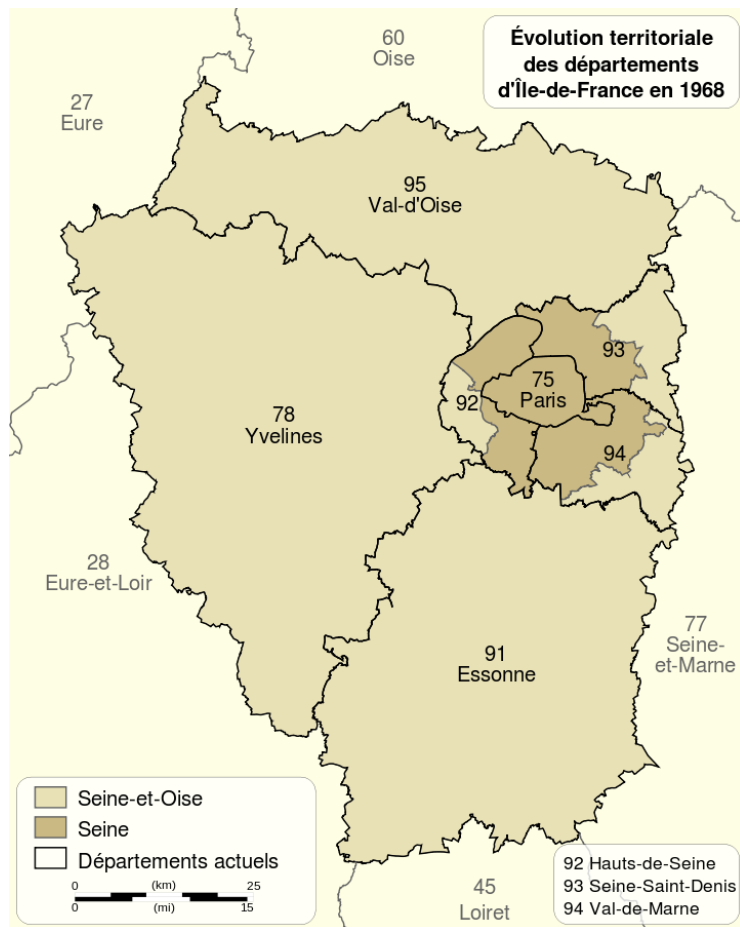 60
Oise
Évolution territoriale
des départements
d'Île-de-France en 1968
27
Eure
95
Val-d'Oise
93
75
Paris
92
78
Yvelines
94
28
Eure-et-Loir
77
Seine-
et-Marne
91
Essonne
Seine-et-Oise
Seine
Départements actuels
0 (km) 25
0 (mi) 15
45
Loiret
92 Hauts-de-Seine
93 Seine-Saint-Denis
94 Val-de-Marne